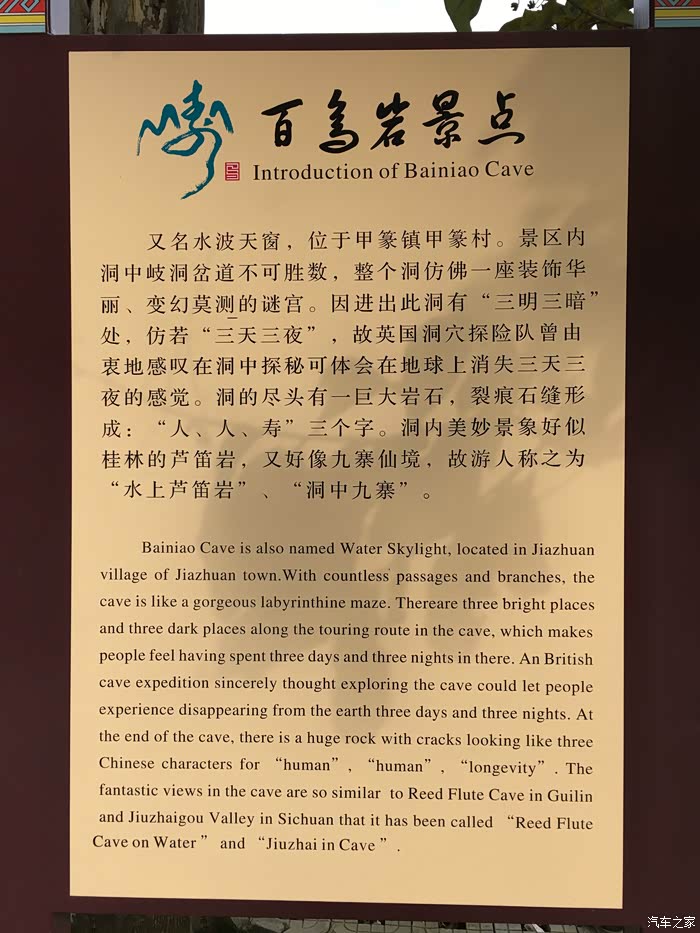 百鸟岩景点
Introduction of Bainiao Cave
又名水波天窗，位于甲篆镇甲篆村。景区内
洞中岐洞岔道不可胜数，整个洞仿佛一座装饰华
丽、变幻莫测的谜宫。因进出此洞有“三明三暗”
处，仿若“三天三夜”，故英国洞穴探险队曾由
衷地感叹在洞中探秘可体会在地球上消失三天三
夜的感觉。洞的尽头有一巨大岩石，裂痕石缝形
成：“人、人、寿”三个字。洞内美妙景象好似
桂林的芦笛岩，又好像九寨仙境，故游人称之为
“水上芦笛岩”、“洞中九寨”。
Bainiao Cave is also named Water Skylight, located in Jiazhuan
village of Jiazhuan town.With countless passages and branches, the
cave is like a gorgeous labyrinthine maze. Thereare three bright places
and three dark places along the touring route in the cave, which makes
people feel having spent three days and three nights in there. An British
cave expedition sincerely thought exploring the cave could let people
experience disappearing from the earth three days and three nights. At
the end of the cave, there is a huge rock with cracks looking like three
Chinese characters for “human”, “human”, “longevity”. The
fantastic views in the cave are so similar to Reed Flute Cave in Guilin
and Jiuzhaigou Valley in Sichuan that it has been called “Reed Flute
Cave on Water ” and “Jiuzhai in Cave ”.
汽车之家